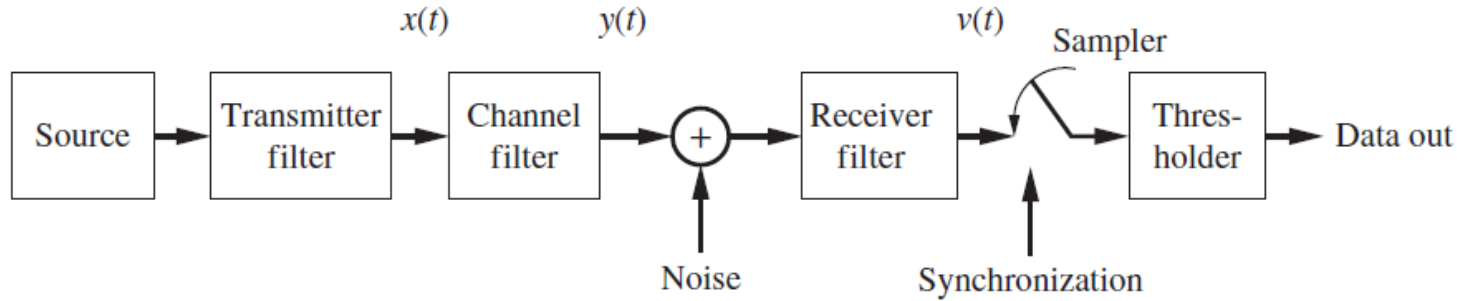 x(t)
y(t)
v(t)
Sampler
Source
Transmitter
filter
Channel
filter
+
Receiver
filter
Thres-
holder
Data out
Noise
Synchronization